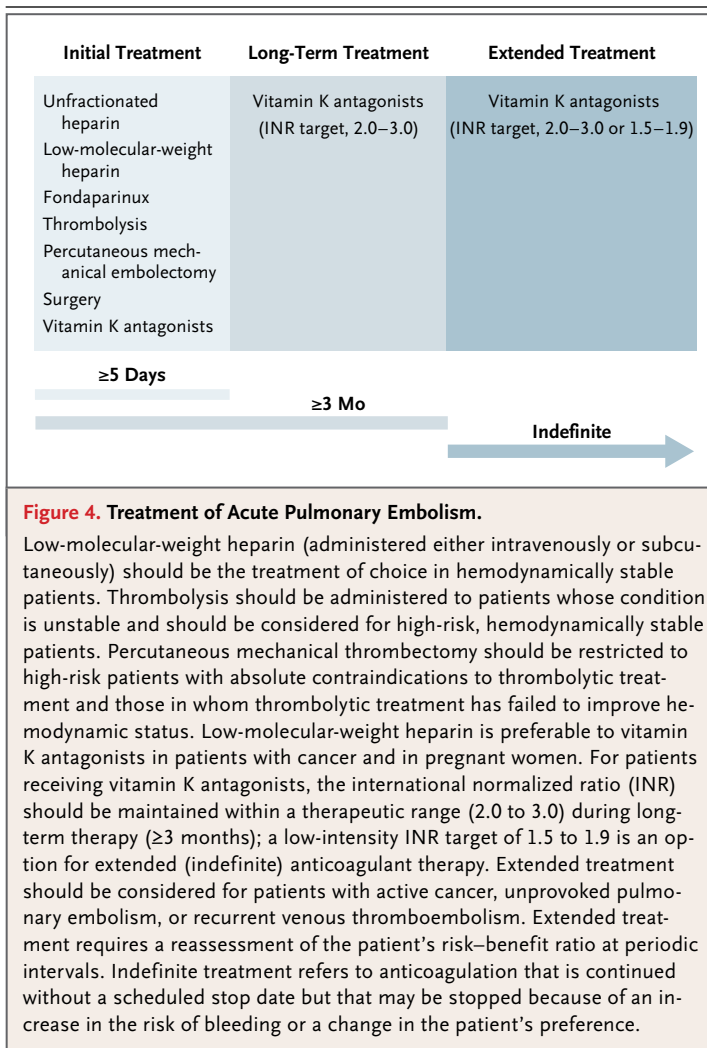 Initial Treatment Long-Term Treatment Extended Treatment
Unfractionated
heparin
Low-molecular-weight
heparin
Fondaparinux
Thrombolysis
Percutaneous mech-
anical embolectomy
Surgery
Vitamin K antagonists
Vitamin K antagonists
(INR target, 2.0–3.0)
Vitamin K antagonists
(INR target, 2.0–3.0 or 1.5–1.9)
≥5 Days
≥3 Mo
Indefinite
Figure 4. Treatment of Acute Pulmonary Embolism.
Low-molecular-weight heparin (administered either intravenously or subcu-
taneously) should be the treatment of choice in hemodynamically stable
patients. Thrombolysis should be administered to patients whose condition
is unstable and should be considered for high-risk, hemodynamically stable
patients. Percutaneous mechanical thrombectomy should be restricted to
high-risk patients with absolute contraindications to thrombolytic treat-
ment and those in whom thrombolytic treatment has failed to improve he-
modynamic status. Low-molecular-weight heparin is preferable to vitamin
K antagonists in patients with cancer and in pregnant women. For patients
receiving vitamin K antagonists, the international normalized ratio (INR)
should be maintained within a therapeutic range (2.0 to 3.0) during long-
term therapy (≥3 months); a low-intensity INR target of 1.5 to 1.9 is an op-
tion for extended (indefinite) anticoagulant therapy. Extended treatment
should be considered for patients with active cancer, unprovoked pulmo-
nary embolism, or recurrent venous thromboembolism. Extended treat-
ment requires a reassessment of the patient's risk–benefit ratio at periodic
intervals. Indefinite treatment refers to anticoagulation that is continued
without a scheduled stop date but that may be stopped because of an in-
crease in the risk of bleeding or a change in the patient's preference.